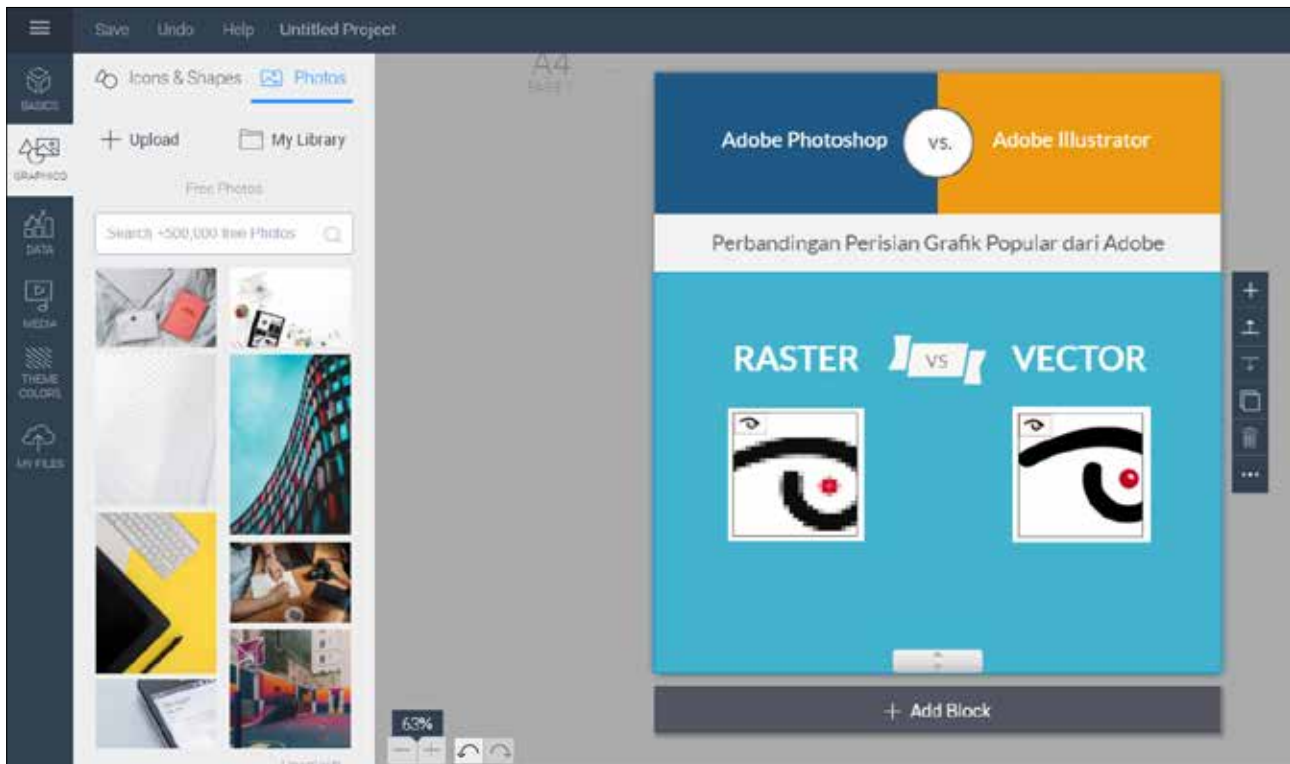 Save Undo Help Untitled Project
BASICS
GRAPHICS
DATA
MEDIA
THEME
COLORS
MY FILES
Icons & Shapes Photos
+ Upload My Library
Free Photos
Search +500,000 free Photos
A4
63%
Adobe Photoshop vs. Adobe Illustrator
Perbandingan Perisian Grafik Popular dari Adobe
RASTER VS VECTOR
+ Add Block